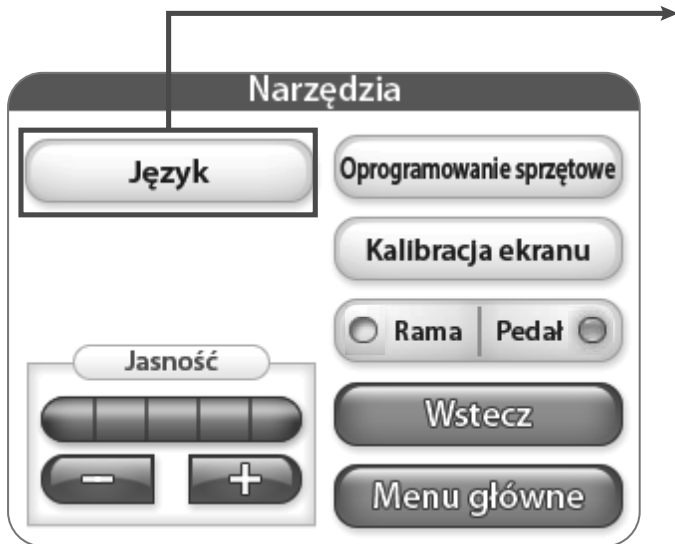 Narzędzia
Język
Oprogramowanie sprzętowe
Kalibracja ekranu
Rama Pedał
Jasność
Wstecz
Menu główne